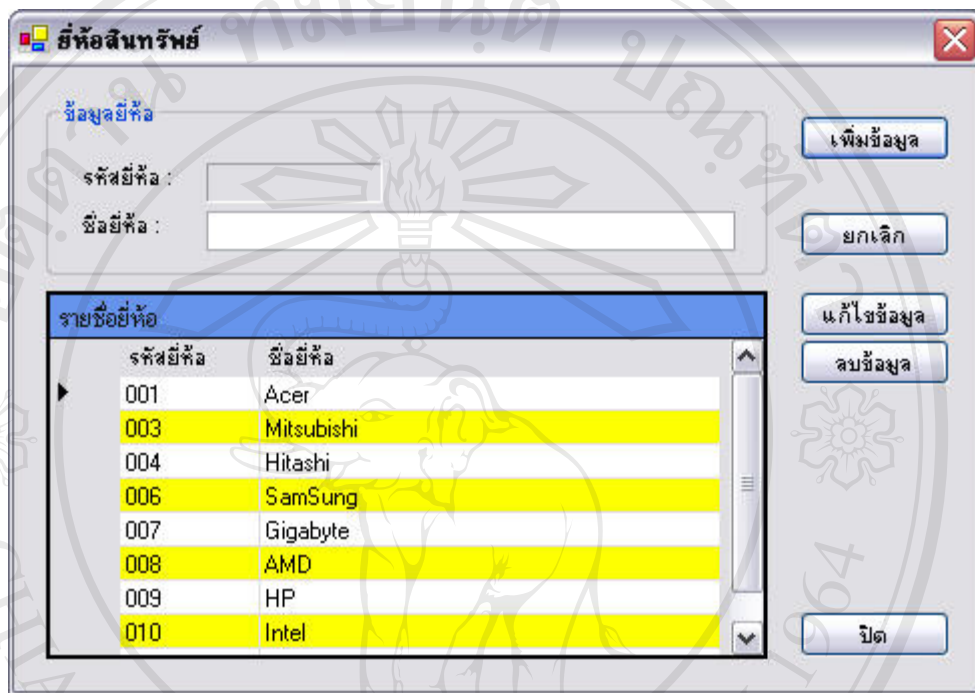 ยี่ห้อสินทรัพย์
ข้อมูลยี่ห้อ
รหัสยี่ห้อ :
ชื่อยี่ห้อ :
เพิ่มข้อมูล
ยกเลิก
แก้ไขข้อมูล
ลบข้อมูล
รายชื่อยี่ห้อ
รหัสยี่ห้อ ชื่อยี่ห้อ
001 Acer
003 Mitsubishi
004 Hitashi
006 SamSung
007 Gigabyte
008 AMD
009 HP
010 Intel
ปิด